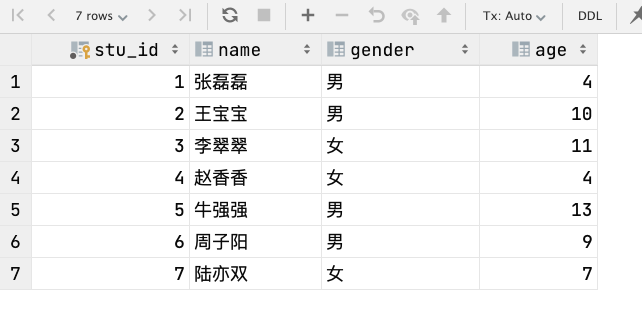 7 rows Tx: Auto DDL
stu_id name gender age
1 1 张磊磊 男 4
2 2 王宝宝 男 10
3 3 李翠翠 女 11
4 4 赵香香 女 4
5 5 牛强强 男 13
6 6 周子阳 男 9
7 7 陆亦双 女 7